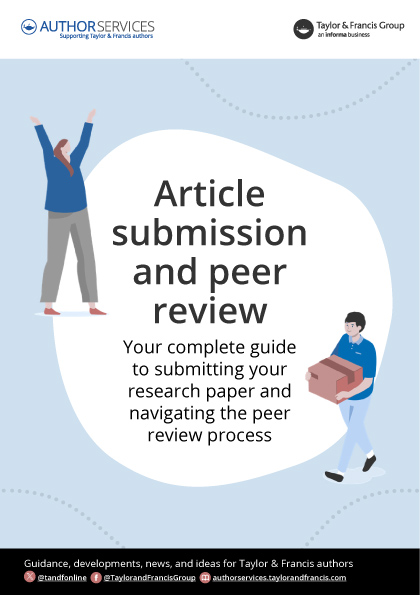 AUTHORSERVICES
Supporting Taylor & Francis authors
Taylor & Francis Group
an informa business
Article
submission
and peer
review
Your complete guide
to submitting your
research paper and
navigating the peer
review process
Guidance, developments, news, and ideas for Taylor & Francis authors
@tandfonline @TaylorandFrancisGroup authorservices.taylorandfrancis.com